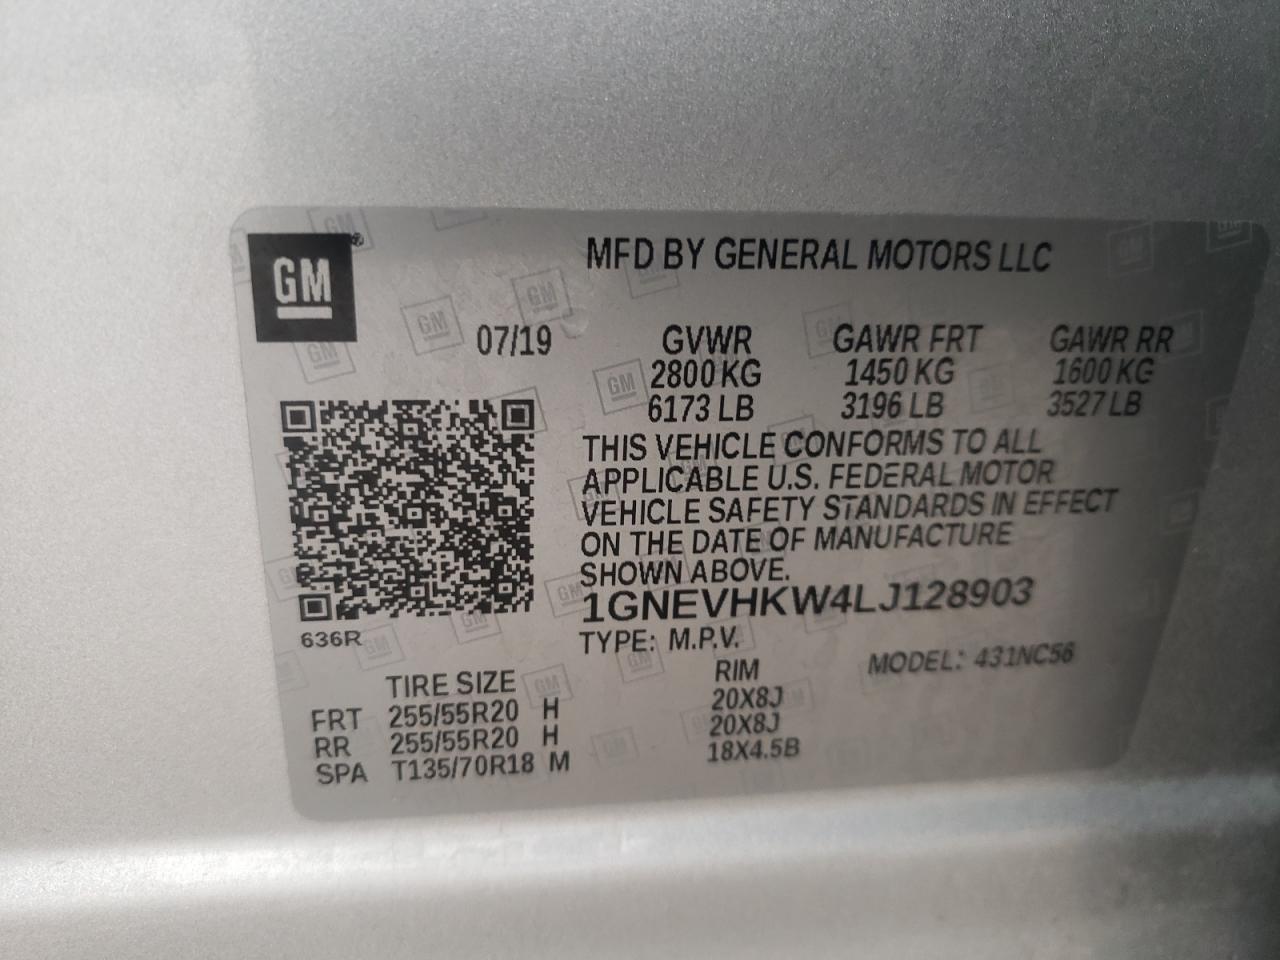 GM
MFD BY GENERAL MOTORS LLC
07/19
GVWR GAWR FRT GAWR RR
2800 KG 1450 KG 1600 KG
6173 LB 3196 LB 3527 LB
THIS VEHICLE CONFORMS TO ALL
APPLICABLE U.S. FEDERAL MOTOR
VEHICLE SAFETY STANDARDS IN EFFECT
ON THE DATE OF MANUFACTURE
SHOWN ABOVE.
1GNEVHKW4LJ128903
636R
TYPE: M.P.V. MODEL: 431NC56
TIRE SIZE RIM
FRT 255/55R20 H 20X8J
RR 255/55R20 H 20X8J
SPA T135/70R18 M 18X4.5B